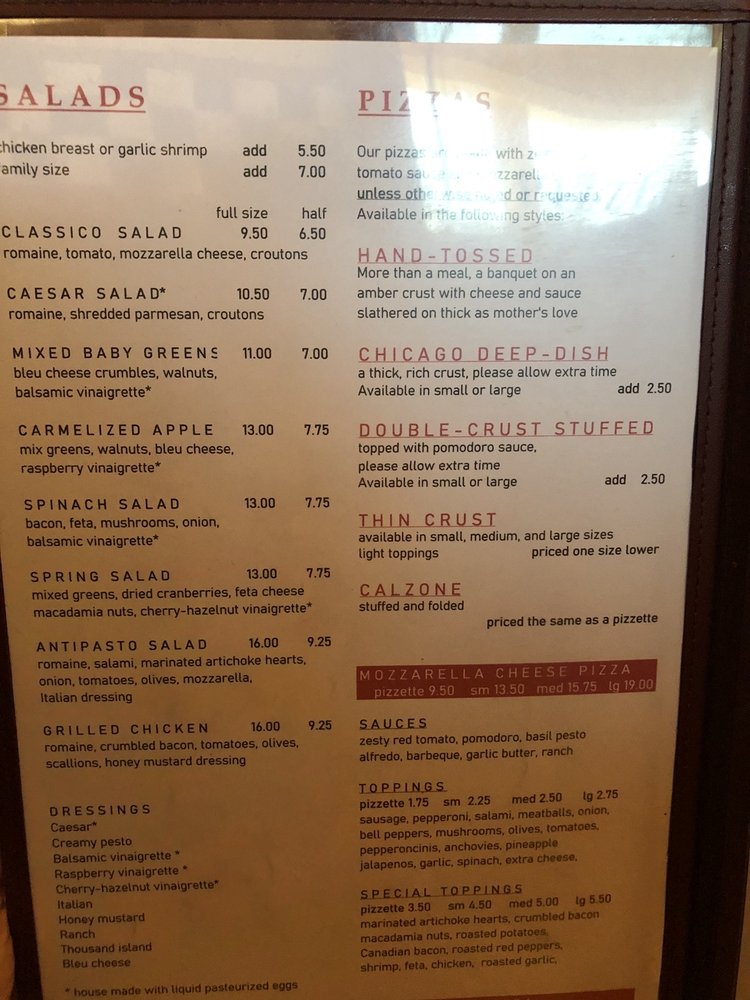 SALADS
chicken breast or garlic shrimp add 5.50
family size add 7.00
full size half
CLASSICO SALAD 9.50 6.50
romaine, tomato, mozzarella cheese, croutons
CAESAR SALAD* 10.50 7.00
romaine, shredded parmesan, croutons
MIXED BABY GREENS 11.00 7.00
bleu cheese crumbles, walnuts,
balsamic vinaigrette*
CARMELIZED APPLE 13.00 7.75
mix greens, walnuts, bleu cheese,
raspberry vinaigrette*
SPINACH SALAD 13.00 7.75
bacon, feta, mushrooms, onion,
balsamic vinaigrette*
SPRING SALAD 13.00 7.75
mixed greens, dried cranberries, feta cheese
macadamia nuts, cherry-hazelnut vinaigrette*
ANTIPASTO SALAD 16.00 9.25
romaine, salami, marinated artichoke hearts,
onion, tomatoes, olives, mozzarella,
Italian dressing
GRILLED CHICKEN 16.00 9.25
romaine, crumbled bacon, tomatoes, olives,
scallions, honey mustard dressing
DRESSINGS
Caesar*
Creamy pesto
Balsamic vinaigrette *
Raspberry vinaigrette *
Cherry-hazelnut vinaigrette*
Italian
Honey mustard
Ranch
Thousand island
Bleu cheese
* house made with liquid pasteurized eggs
PIZZAS
Our pizzas with
tomato
unless or requested.
Available in the following styles:
HAND-TOSSED
More than a meal, a banquet on an
amber crust with cheese and sauce
slathered on thick as mother's love
CHICAGO DEEP-DISH
a thick, rich crust, please allow extra time
Available in small or large add 2.50
DOUBLE-CRUST STUFFED
topped with pomodoro sauce,
please allow extra time
Available in small or large add 2.50
THIN CRUST
available in small, medium, and large sizes
light toppings priced one size lower
CALZONE
stuffed and folded
priced the same as a pizzette
MOZZARELLA CHEESE PIZZA
pizzette 9.50 sm 13.50 med 15.75 lg 19.00
SAUCES
zesty red tomato, pomodoro, basil pesto
alfredo, barbeque, garlic butter, ranch
TOPPINGS
pizzette 1.75 sm 2.25 med 2.50 lg 2.75
sausage, pepperoni, salami, meatballs, onion,
bell peppers, mushrooms, olives, tomatoes,
pepperoncinis, anchovies, pineapple
jalapenos, garlic, spinach, extra cheese,
SPECIAL TOPPINGS
pizzette 3.50 sm 4.50 med 5.00 lg 5.50
marinated artichoke hearts, crumbled bacon
macadamia nuts, roasted potatoes,
Canadian bacon, roasted red peppers,
shrimp, feta, chicken, roasted garlic,